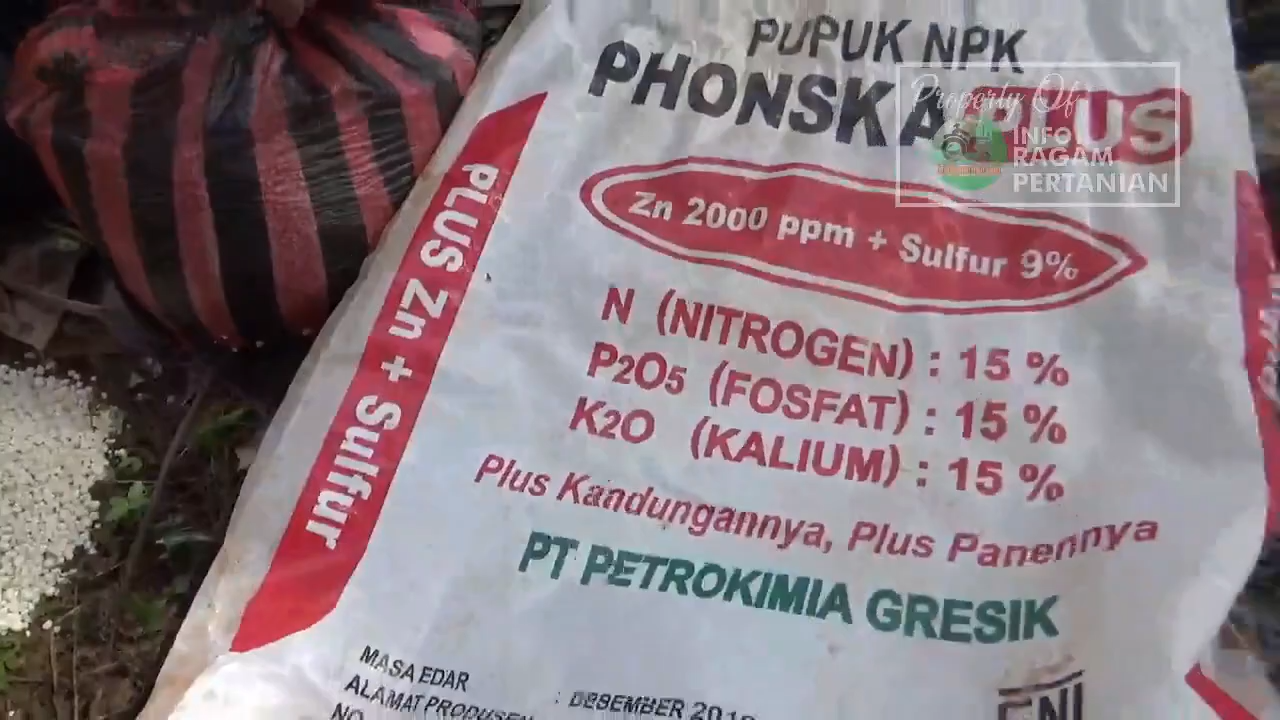 PUPUK NPK
PHONSKA PLUS
Property Of
INFO
RAGAM
PERTANIAN
Zn 2000 ppm + Sulfur 9%
PLUS Zn + Sulfur
N (NITROGEN) : 15 %
P2O5 (FOSFAT) : 15 %
K2O (KALIUM) : 15 %
Plus Kandungannya, Plus Panennya
PT PETROKIMIA GRESIK
MASA EDAR : DESEMBER
ALAMAT PRODUSEN
SNI